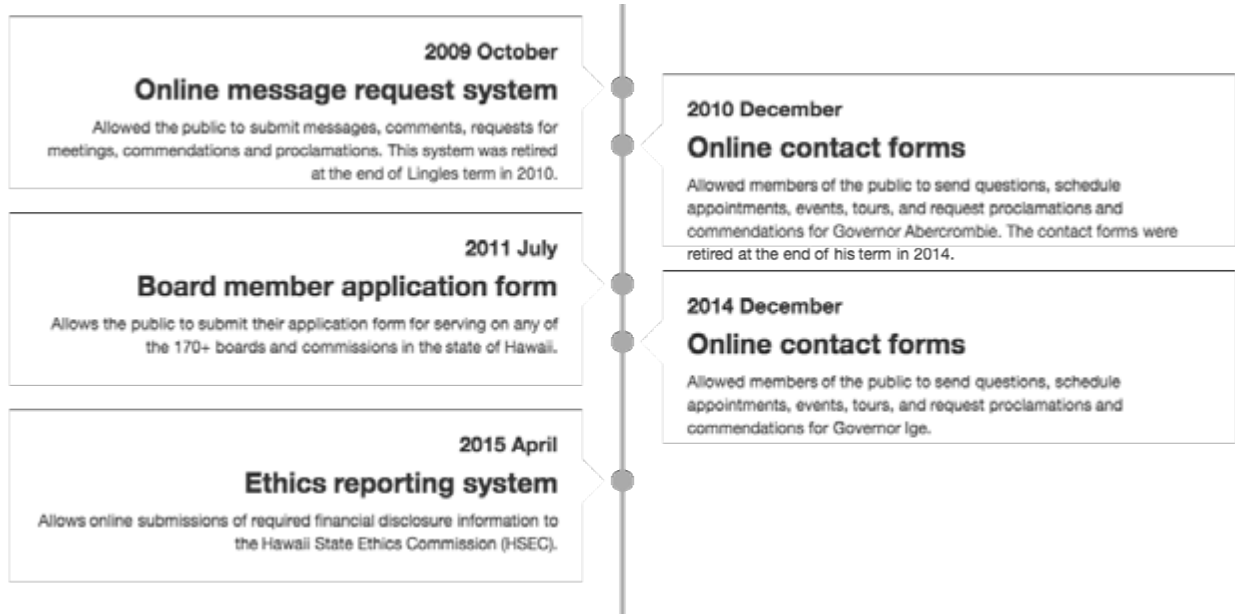 2009 October
Online message request system
Allowed the public to submit messages, comments, requests for
meetings, commendations and proclamations. This system was retired
at the end of Lingles term in 2010.
2010 December
Online contact forms
Allowed members of the public to send questions, schedule
appointments, events, tours, and request proclamations and
commendations for Governor Abercrombie. The contact forms were
retired at the end of his term in 2014.
2011 July
Board member application form
Allows the public to submit their application form for serving on any of
the 170+ boards and commissions in the state of Hawaii.
2014 December
Online contact forms
Allowed members of the public to send questions, schedule
appointments, events, tours, and request proclamations and
commendations for Governor Ige.
2015 April
Ethics reporting system
Allows online submissions of required financial disclosure information to
the Hawaii State Ethics Commission (HSEC).